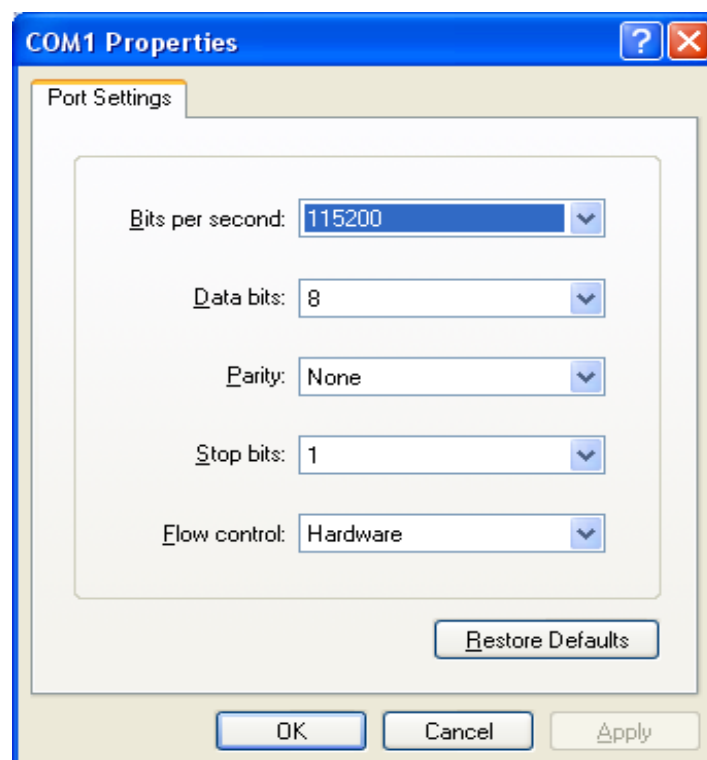 COM1 Properties
Port Settings
Bits per second: 115200
Data bits: 8
Parity: None
Stop bits: 1
Flow control: Hardware
Restore Defaults
OK Cancel Apply